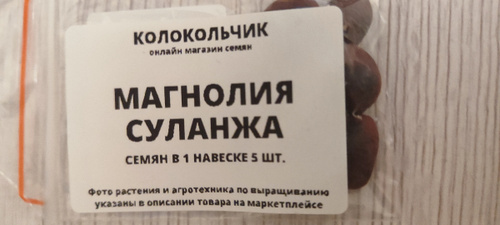 КОЛОКОЛЬЧИК
онлайн магазин семян
МАГНОЛИЯ
СУЛАНЖА
СЕМЯН В 1 НАВЕСКЕ 5 ШТ.
Фото растения и агротехника по выращиванию
указаны в описании товара на маркетплейсе